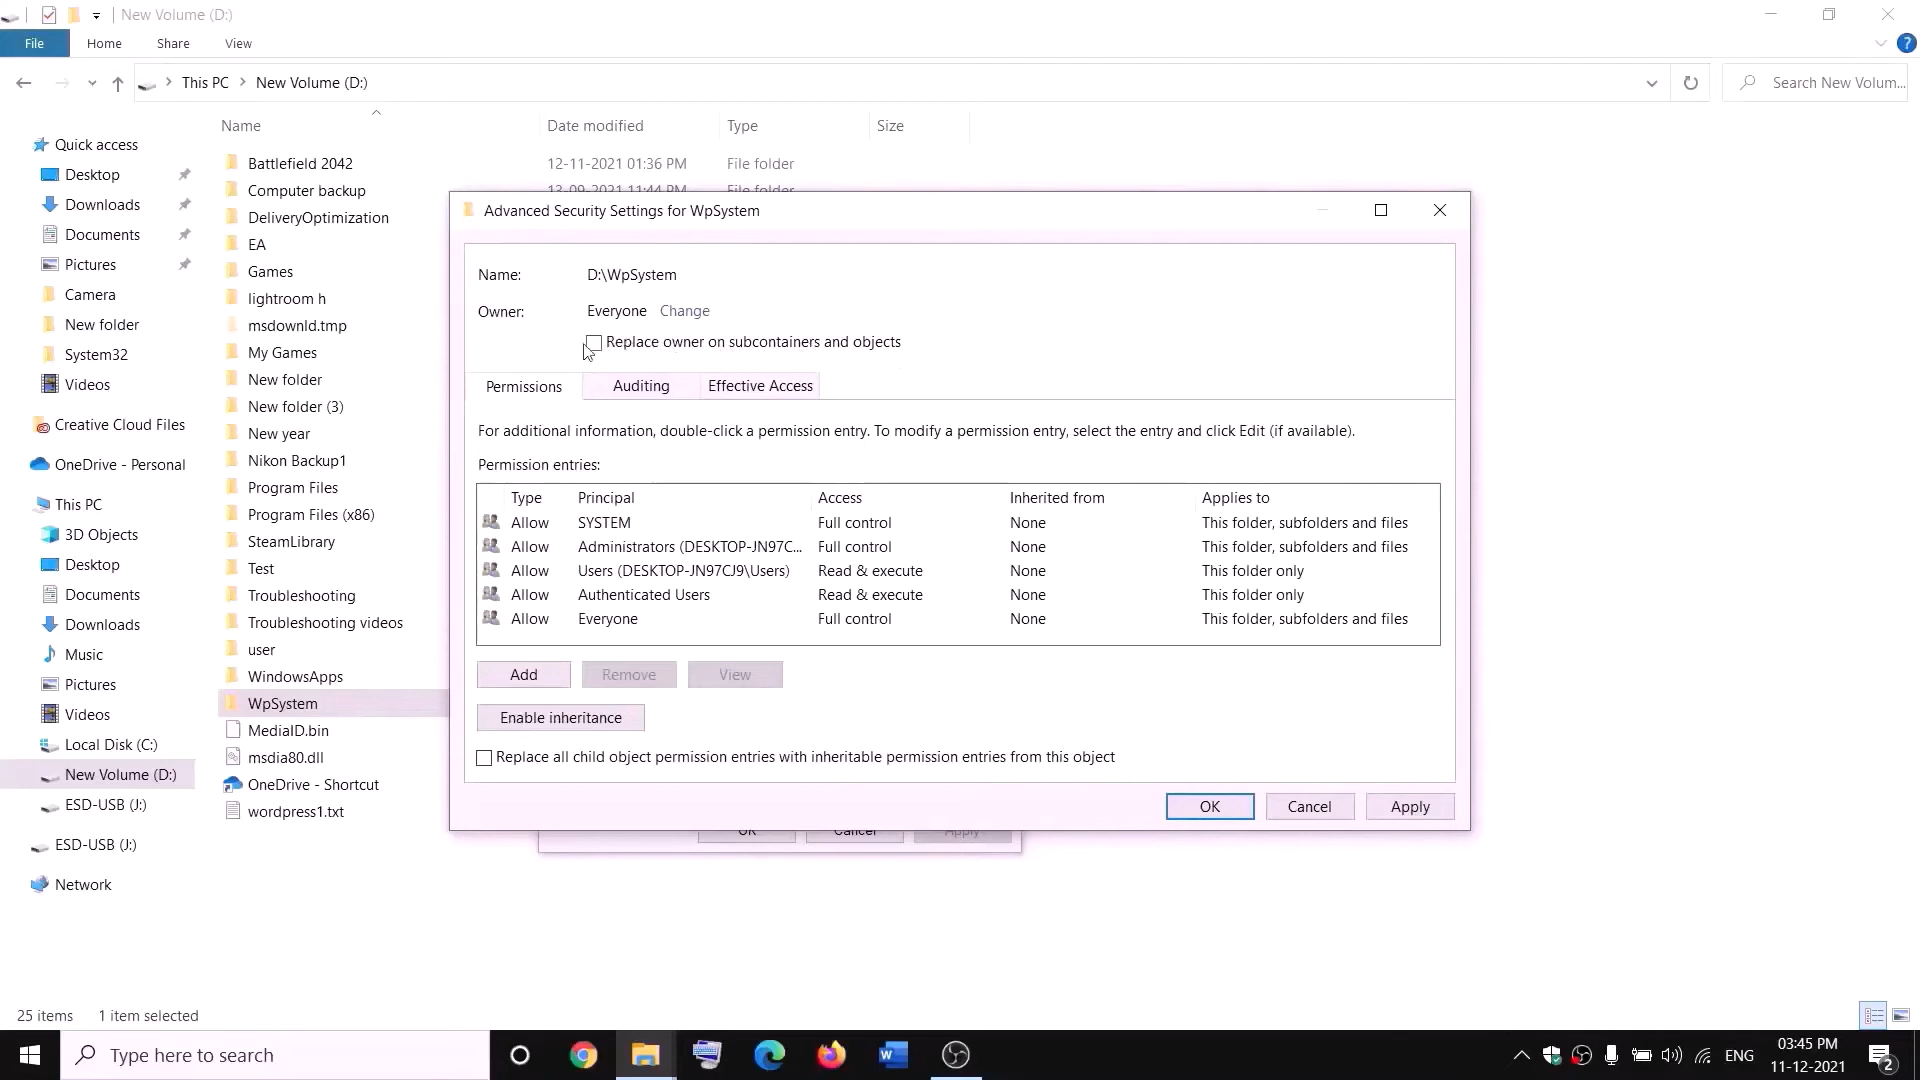 New Volume (D:)
File
Home
Share
View
This PC
New Volume (D:)
Search New Volum...
Name
Date modified
Type
Size
Quick access
Desktop
Downloads
Documents
Pictures
Camera
New folder
System32
Videos
Creative Cloud Files
OneDrive - Personal
This PC
3D Objects
Desktop
Documents
Downloads
Music
Pictures
Videos
Local Disk (C:)
New Volume (D:)
ESD-USB (J:)
ESD-USB (J:)
Network
Battlefield 2042 12-11-2021 01:36 PM File folder
Computer backup 13-09-2021 11:44 PM File folder
DeliveryOptimization
EA
Games
lightroom h
msdownld.tmp
My Games
New folder
New folder (3)
New year
Nikon Backup1
Program Files
Program Files (x86)
SteamLibrary
Test
Troubleshooting
Troubleshooting videos
user
WindowsApps
WpSystem
MediaID.bin
msdia80.dll
OneDrive - Shortcut
wordpress1.txt
Advanced Security Settings for WpSystem
Name: D:\WpSystem
Owner: Everyone Change
Replace owner on subcontainers and objects
Permissions Auditing Effective Access
For additional information, double-click a permission entry. To modify a permission entry, select the entry and click Edit (if available).
Permission entries:
Type Principal Access Inherited from Applies to
Allow SYSTEM Full control None This folder, subfolders and files
Allow Administrators (DESKTOP-JN97C... Full control None This folder, subfolders and files
Allow Users (DESKTOP-JN97CJ9\Users) Read & execute None This folder only
Allow Authenticated Users Read & execute None This folder only
Allow Everyone Full control None This folder, subfolders and files
Add Remove View
Enable inheritance
Replace all child object permission entries with inheritable permission entries from this object
OK Cancel Apply
OK Cancel Apply
25 items 1 item selected
Type here to search
ENG
03:45 PM
11-12-2021
2